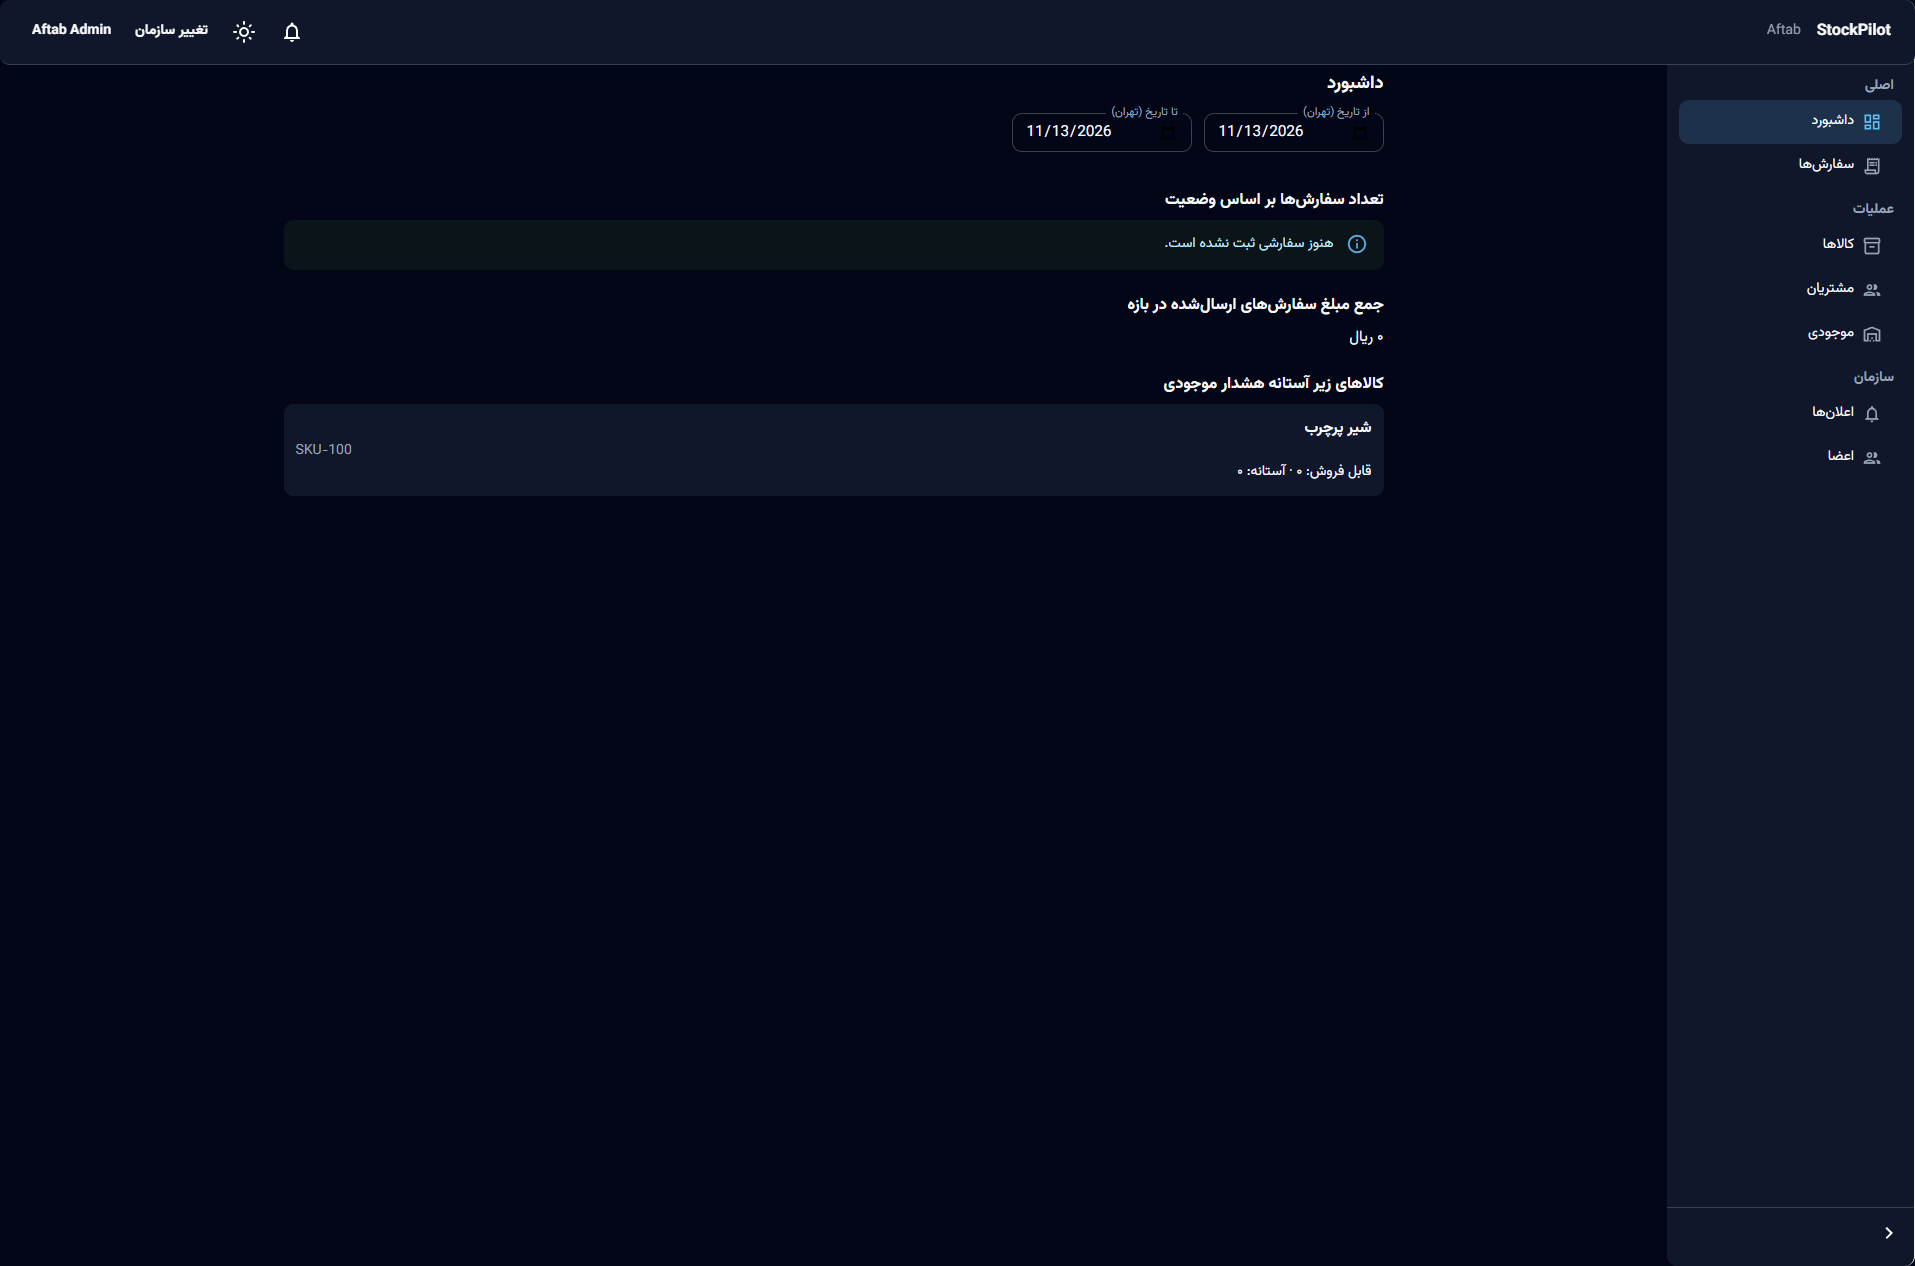 StockPilot Aftab
تغییر سازمان Aftab Admin
اصلی
داشبورد
سفارش‌ها
عملیات
کالاها
مشتریان
موجودی
سازمان
اعلان‌ها
اعضا
داشبورد
از تاریخ (تهران)
11/13/2026
تا تاریخ (تهران)
11/13/2026
تعداد سفارش‌ها بر اساس وضعیت
هنوز سفارشی ثبت نشده است.
جمع مبلغ سفارش‌های ارسال‌شده در بازه
۰ ریال
کالاهای زیر آستانه هشدار موجودی
شیر پرچرب
SKU-100
قابل فروش: ۰ · آستانه: ۰